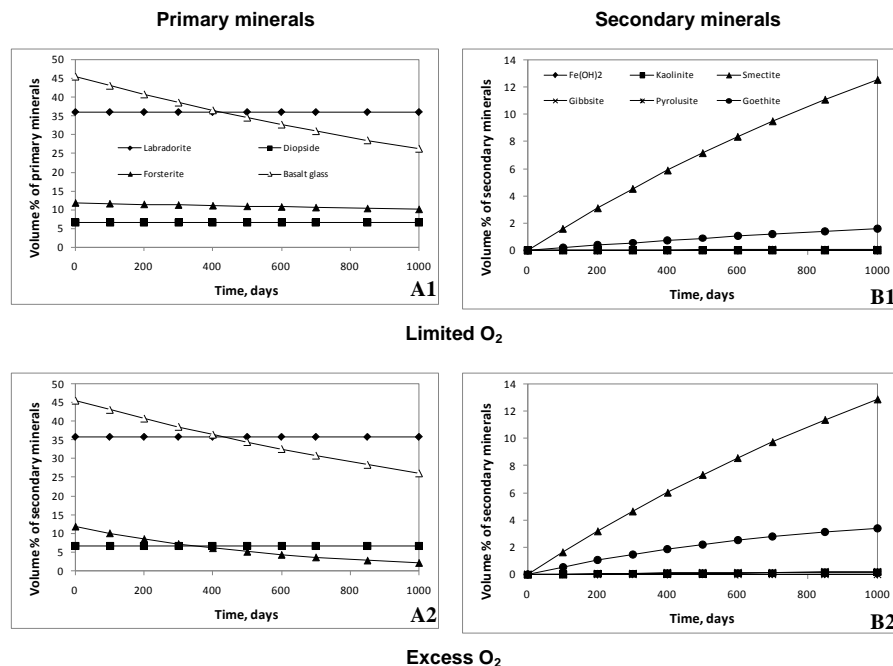 Primary minerals
Secondary minerals
Volume % of primary minerals
50
45
40
35
30
25
20
15
10
5
0
Labradorite
Diopside
Forsterite
Basalt glass
0 200 400 600 800 1000
Time, days
A1
Volume % of secondary minerals
14
12
10
8
6
4
2
0
Fe(OH)2
Kaolinite
Smectite
Gibbsite
Pyrolusite
Goethite
0 200 400 600 800 1000
Time, days
B1
Limited O2
Volume % of secondary minerals
50
45
40
35
30
25
20
15
10
5
0
0 200 400 600 800 1000
Time, days
A2
Volume % of secondary minerals
14
12
10
8
6
4
2
0
0 200 400 600 800 1000
Time, days
B2
Excess O2